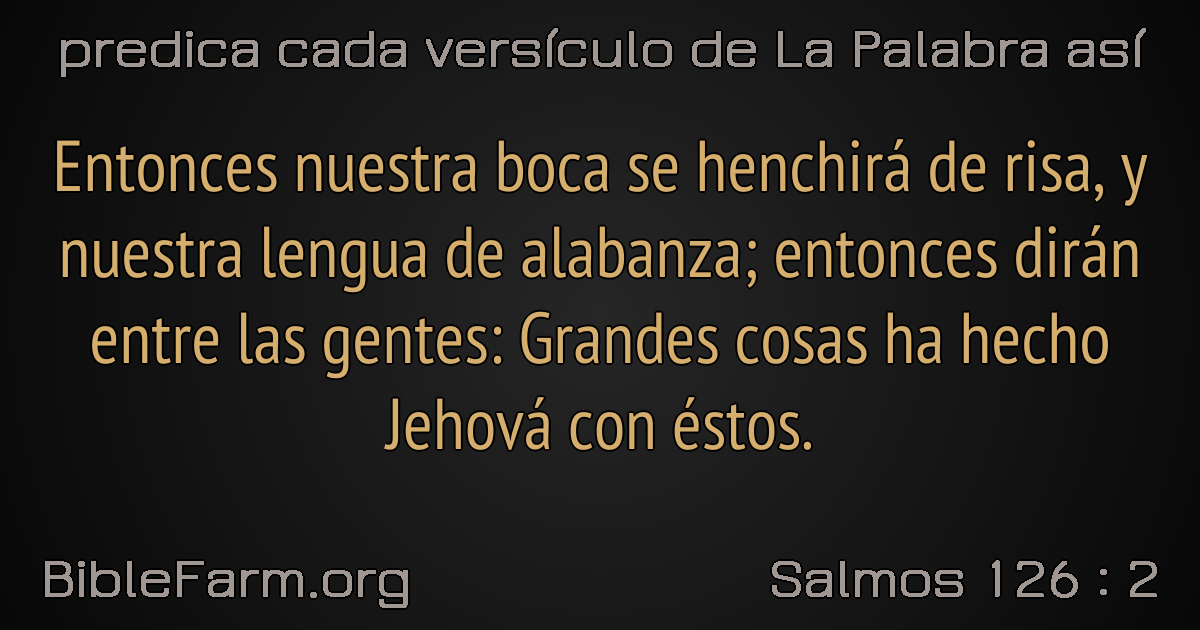 predica cada versículo de La Palabra así
Entonces nuestra boca se henchirá de risa, y
nuestra lengua de alabanza; entonces dirán
entre las gentes: Grandes cosas ha hecho
Jehová con éstos.
BibleFarm.org
Salmos 126 : 2